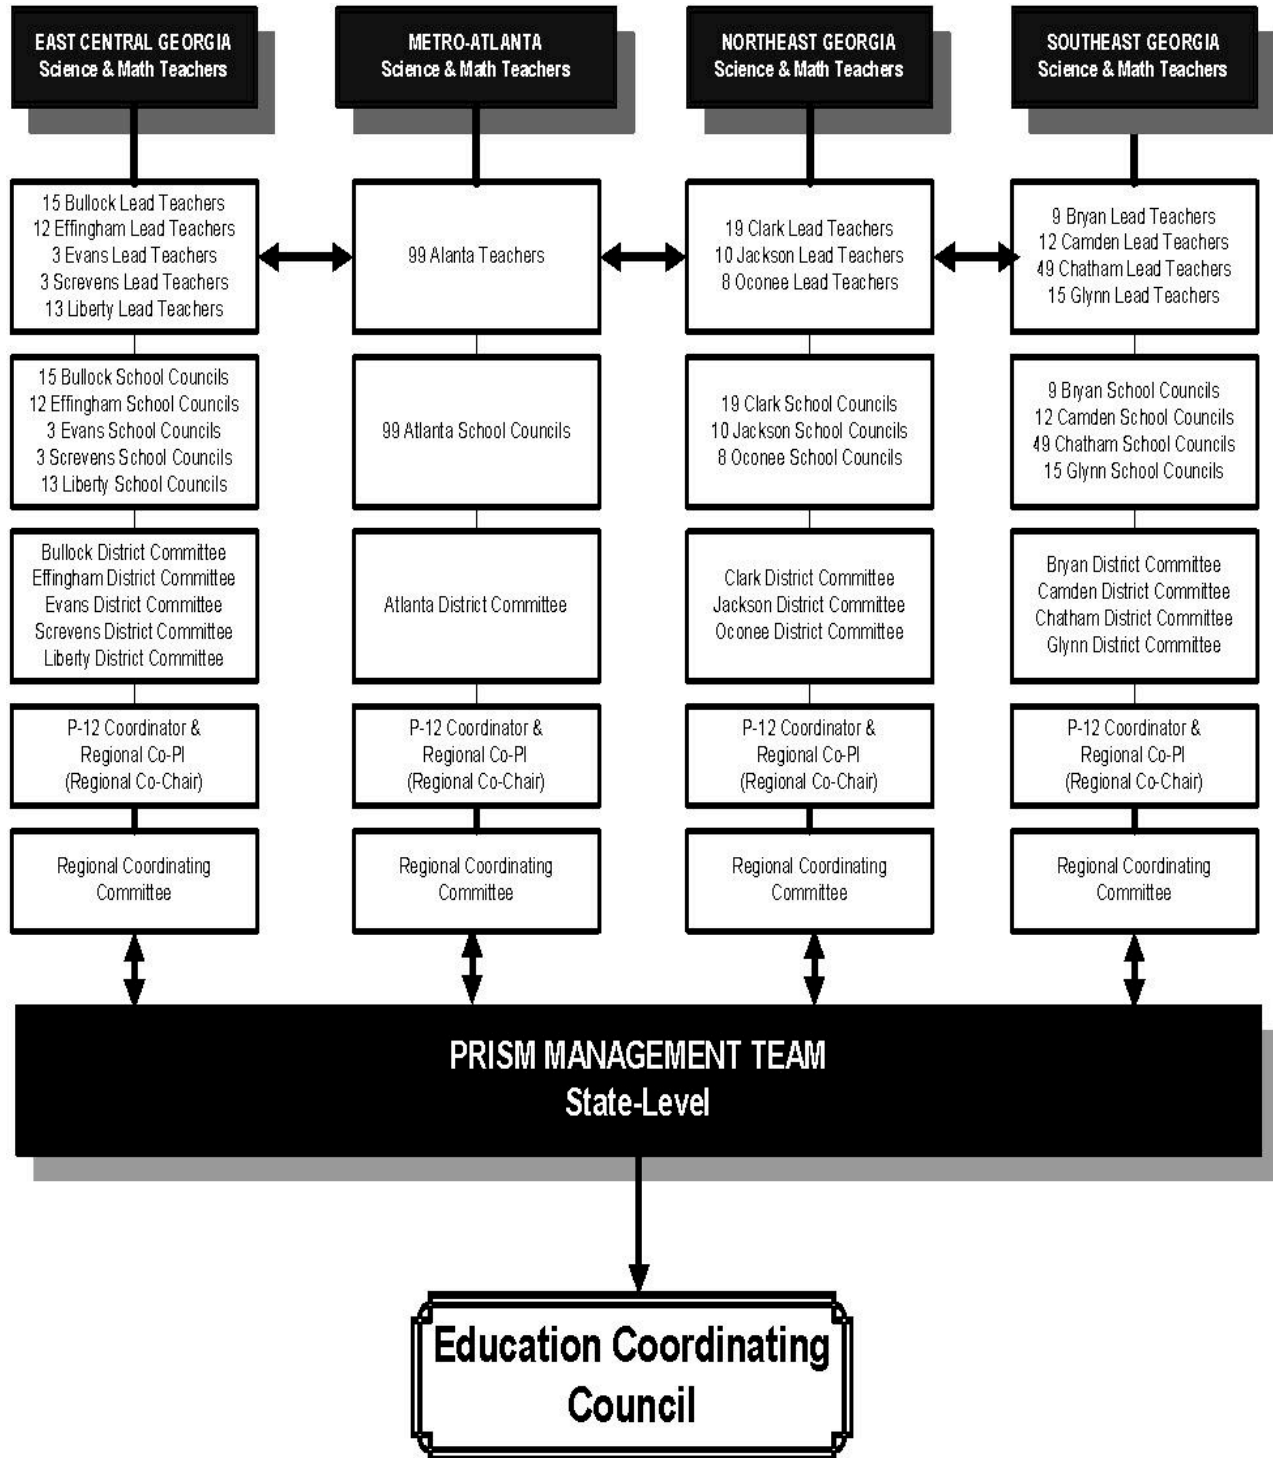 EAST CENTRAL GEORGIA
Science & Math Teachers
METRO-ATLANTA
Science & Math Teachers
NORTHEAST GEORGIA
Science & Math Teachers
SOUTHEAST GEORGIA
Science & Math Teachers
15 Bullock Lead Teachers
12 Effingham Lead Teachers
3 Evans Lead Teachers
3 Screvens Lead Teachers
13 Liberty Lead Teachers
99 Alanta Teachers
19 Clark Lead Teachers
10 Jackson Lead Teachers
8 Oconee Lead Teachers
9 Bryan Lead Teachers
12 Camden Lead Teachers
49 Chatham Lead Teachers
15 Glynn Lead Teachers
15 Bullock School Councils
12 Effingham School Councils
3 Evans School Councils
3 Screvens School Councils
13 Liberty School Councils
99 Atlanta School Councils
19 Clark School Councils
10 Jackson School Councils
8 Oconee School Councils
9 Bryan School Councils
12 Camden School Councils
49 Chatham School Councils
15 Glynn School Councils
Bullock District Committee
Effingham District Committee
Evans District Committee
Screvens District Committee
Liberty District Committee
Atlanta District Committee
Clark District Committee
Jackson District Committee
Oconee District Committee
Bryan District Committee
Camden District Committee
Chatham District Committee
Glynn District Committee
P-12 Coordinator &
Regional Co-PI
(Regional Co-Chair)
P-12 Coordinator &
Regional Co-PI
(Regional Co-Chair)
P-12 Coordinator &
Regional Co-PI
(Regional Co-Chair)
P-12 Coordinator &
Regional Co-PI
(Regional Co-Chair)
Regional Coordinating
Committee
Regional Coordinating
Committee
Regional Coordinating
Committee
Regional Coordinating
Committee
PRISM MANAGEMENT TEAM
State-Level
Education Coordinating
Council